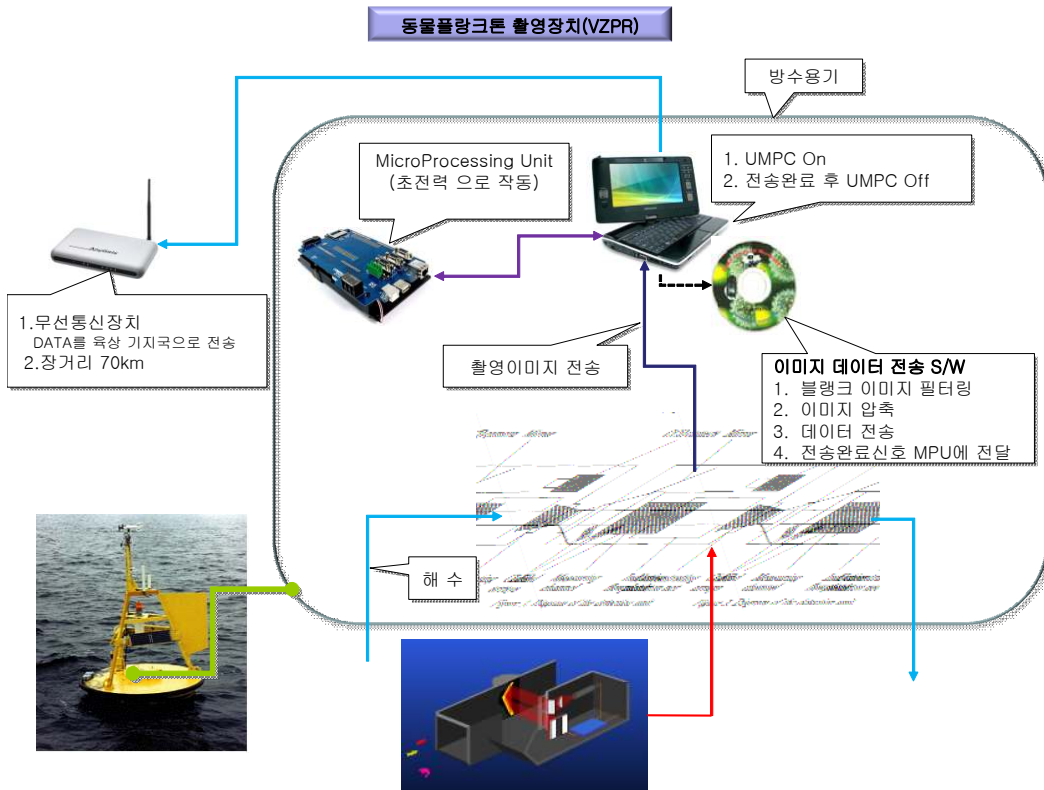 동물플랑크톤 촬영장치(VZPR)
방수용기
MicroProcessing Unit
(초전력 으로 작동)
1. UMPC On
2. 전송완료 후 UMPC Off
1.무선통신장치
DATA를 육상 기지국으로 전송
2.장거리 70km
촬영이미지 전송
이미지 데이터 전송 S/W
1. 블랭크 이미지 필터링
2. 이미지 압축
3. 데이터 전송
4. 전송완료신호 MPU에 전달
해 수